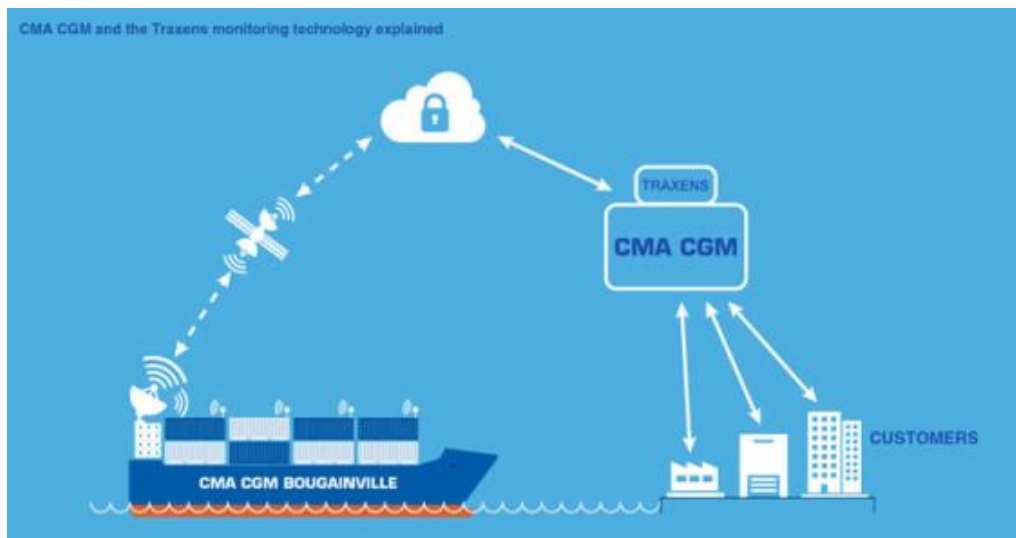 CMA CGM and the Traxens monitoring technology explained
TRAXENS
CMA CGM
CUSTOMERS
CMA CGM BOUGAINVILLE